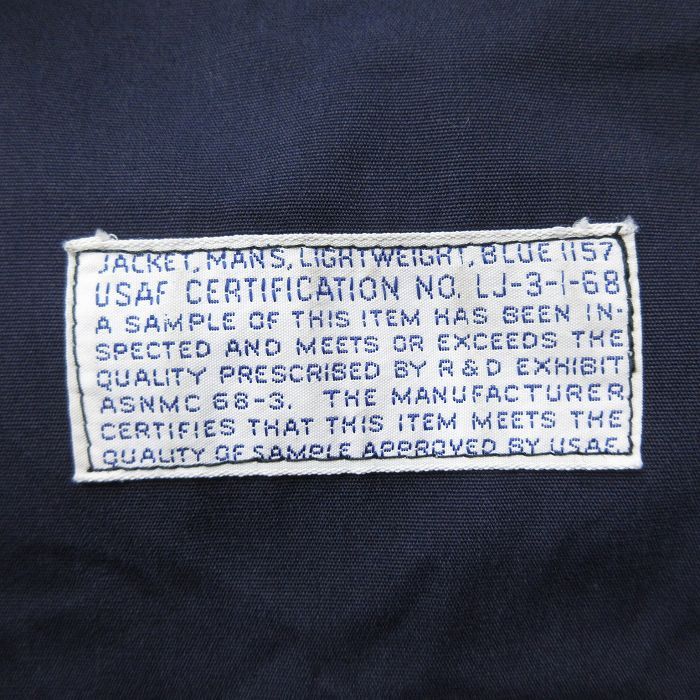 JACKET, MANS, LIGHTWEIGHT, BLUE 1157
USAF CERTIFICATION NO. LJ-3-1-68
A SAMPLE OF THIS ITEM HAS BEEN IN-
SPECTED AND MEETS OR EXCEEDS THE
QUALITY PRESCRIBED BY R & D EXHIBIT
ASNMC 68-3. THE MANUFACTURER
CERTIFIES THAT THIS ITEM MEETS THE
QUALITY OF SAMPLE APPROVED BY USAF.